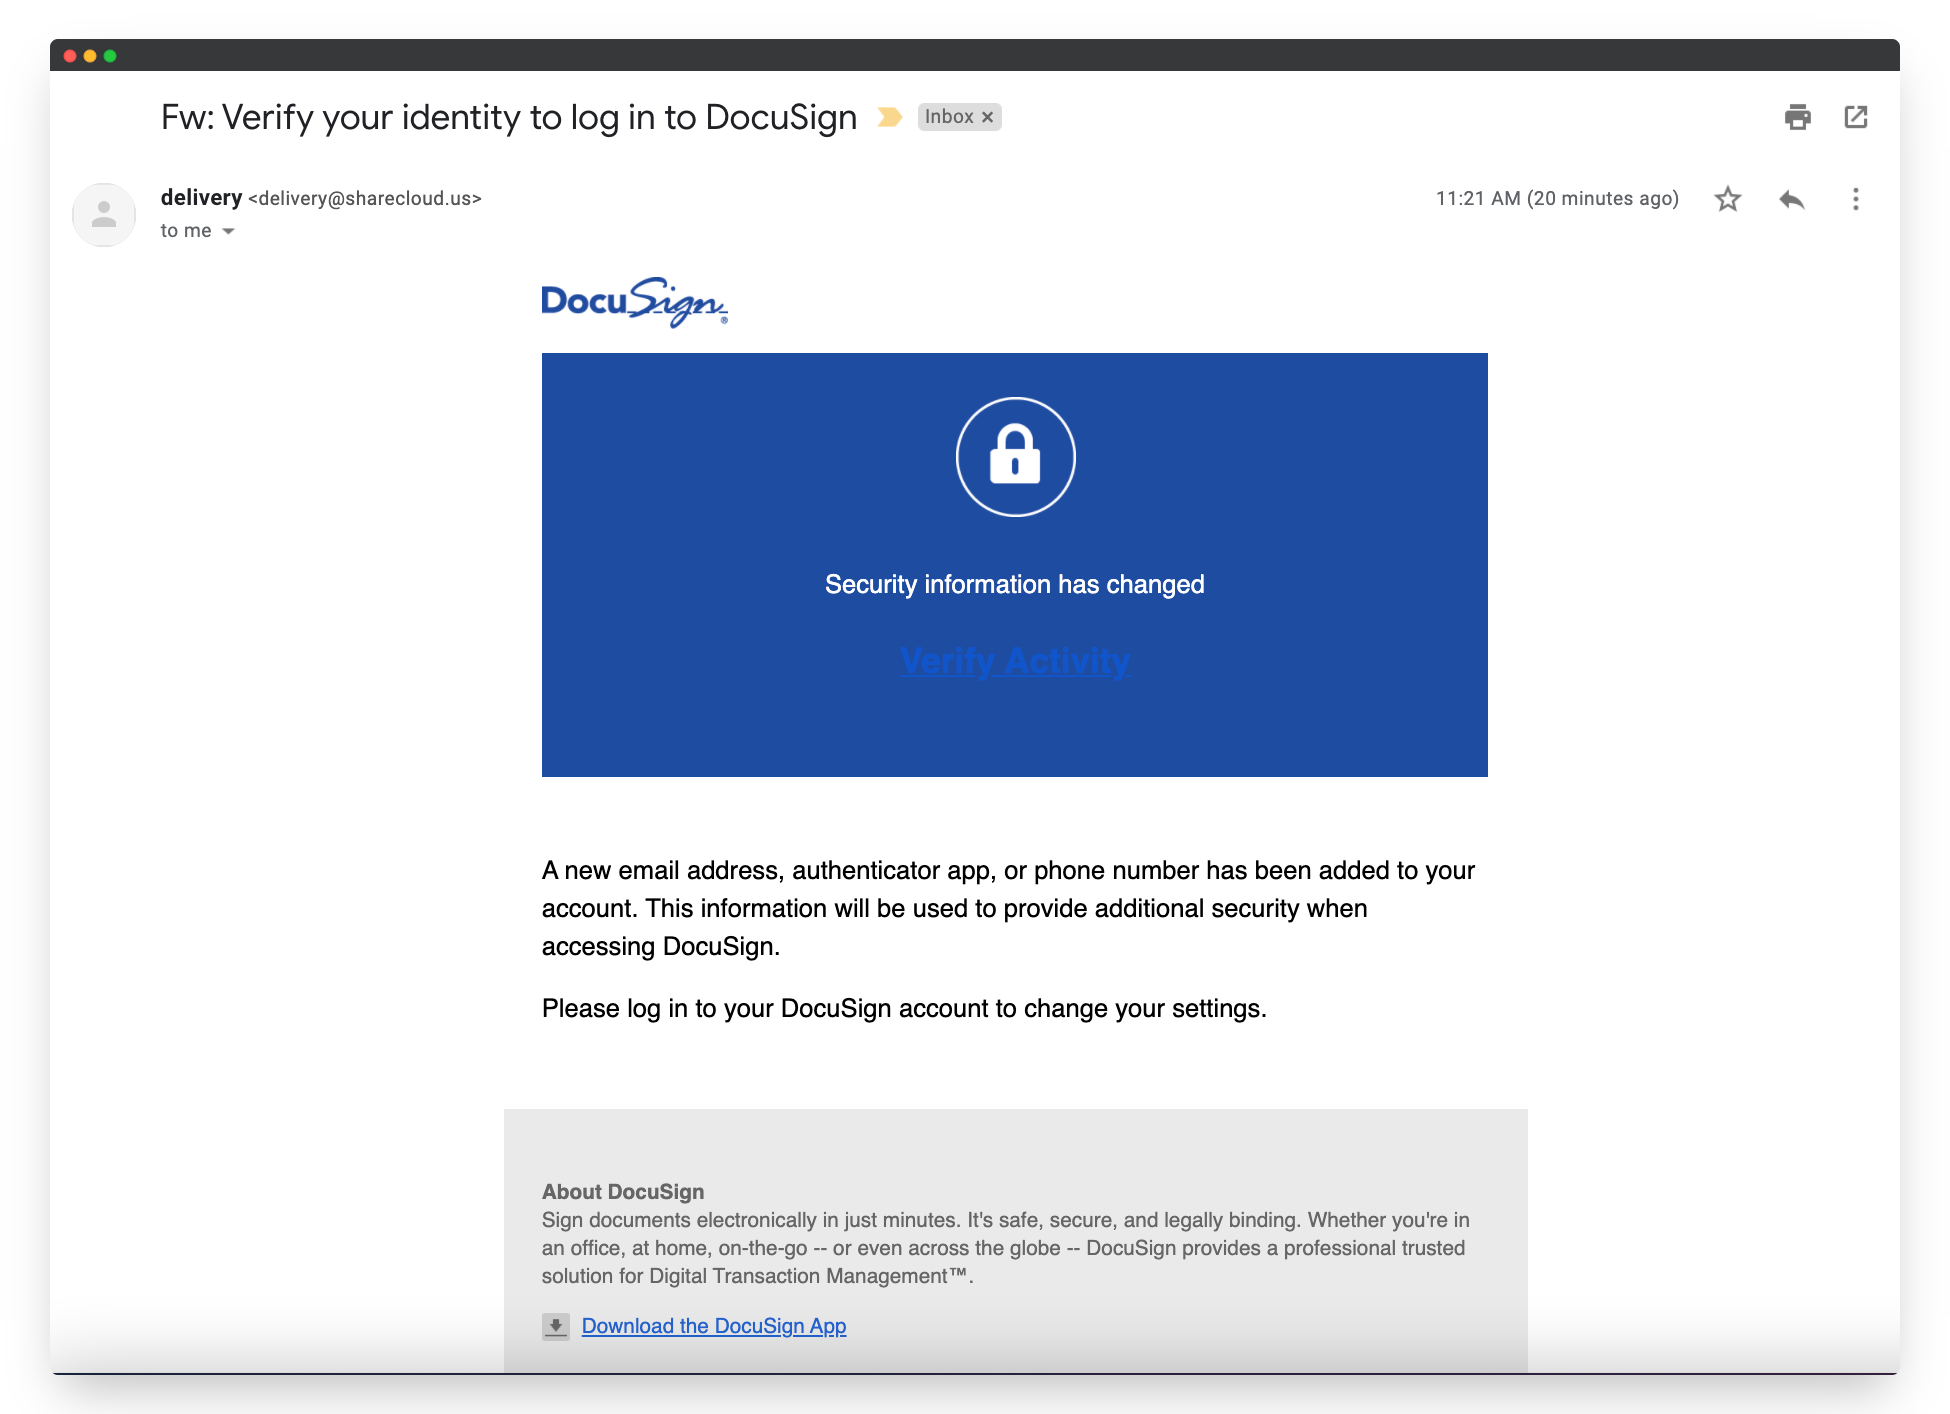 Fw: Verify your identity to log in to DocuSign
Inbox ×
delivery <delivery@sharecloud.us>
11:21 AM (20 minutes ago)
to me
DocuSign®
Security information has changed
Verify Activity
A new email address, authenticator app, or phone number has been added to your
account. This information will be used to provide additional security when
accessing DocuSign.
Please log in to your DocuSign account to change your settings.
About DocuSign
Sign documents electronically in just minutes. It's safe, secure, and legally binding. Whether you're in
an office, at home, on-the-go -- or even across the globe -- DocuSign provides a professional trusted
solution for Digital Transaction Management™.
Download the DocuSign App